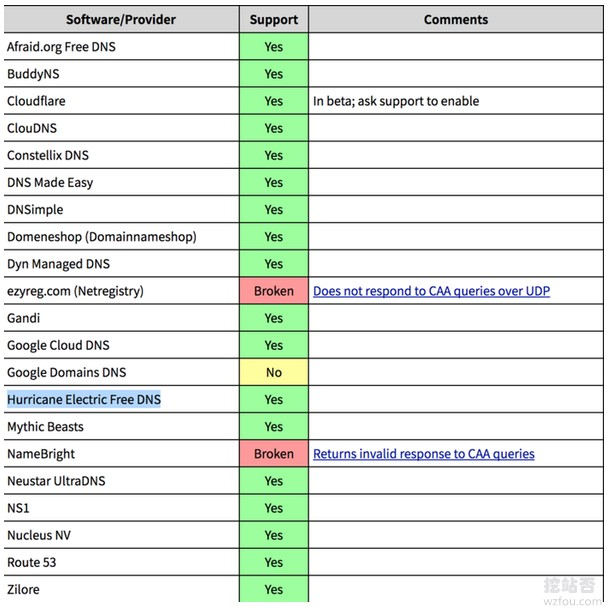 Software/Provider Support Comments
Afraid.org Free DNS Yes
BuddyNS Yes
Cloudflare Yes In beta; ask support to enable
ClouDNS Yes
Constellix DNS Yes
DNS Made Easy Yes
DNSimple Yes
Domeneshop (Domainnameshop) Yes
Dyn Managed DNS Yes
ezyreg.com (Netregistry) Broken Does not respond to CAA queries over UDP
Gandi Yes
Google Cloud DNS Yes
Google Domains DNS No
Hurricane Electric Free DNS Yes
Mythic Beasts Yes
NameBright Broken Returns invalid response to CAA queries
Neustar UltraDNS Yes
NS1 Yes
Nucleus NV Yes
Route 53 Yes
Zilore Yes
挖站否
wzfou.com